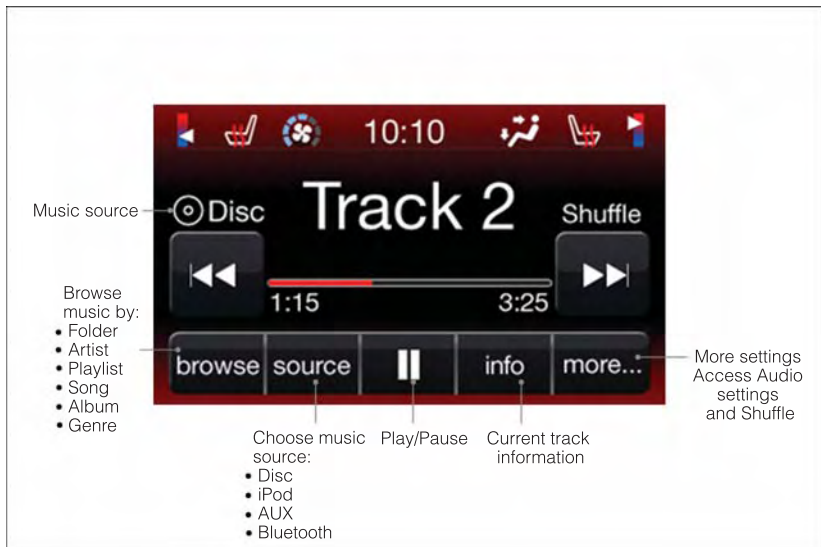 10:10
Music source
Disc
Track 2
Shuffle
1:15
3:25
Browse
music by:
• Folder
• Artist
• Playlist
• Song
• Album
• Genre
browse
source
info
more...
More settings
Access Audio
settings
and Shuffle
Choose music
source:
• Disc
• iPod
• AUX
• Bluetooth
Play/Pause
Current track
information